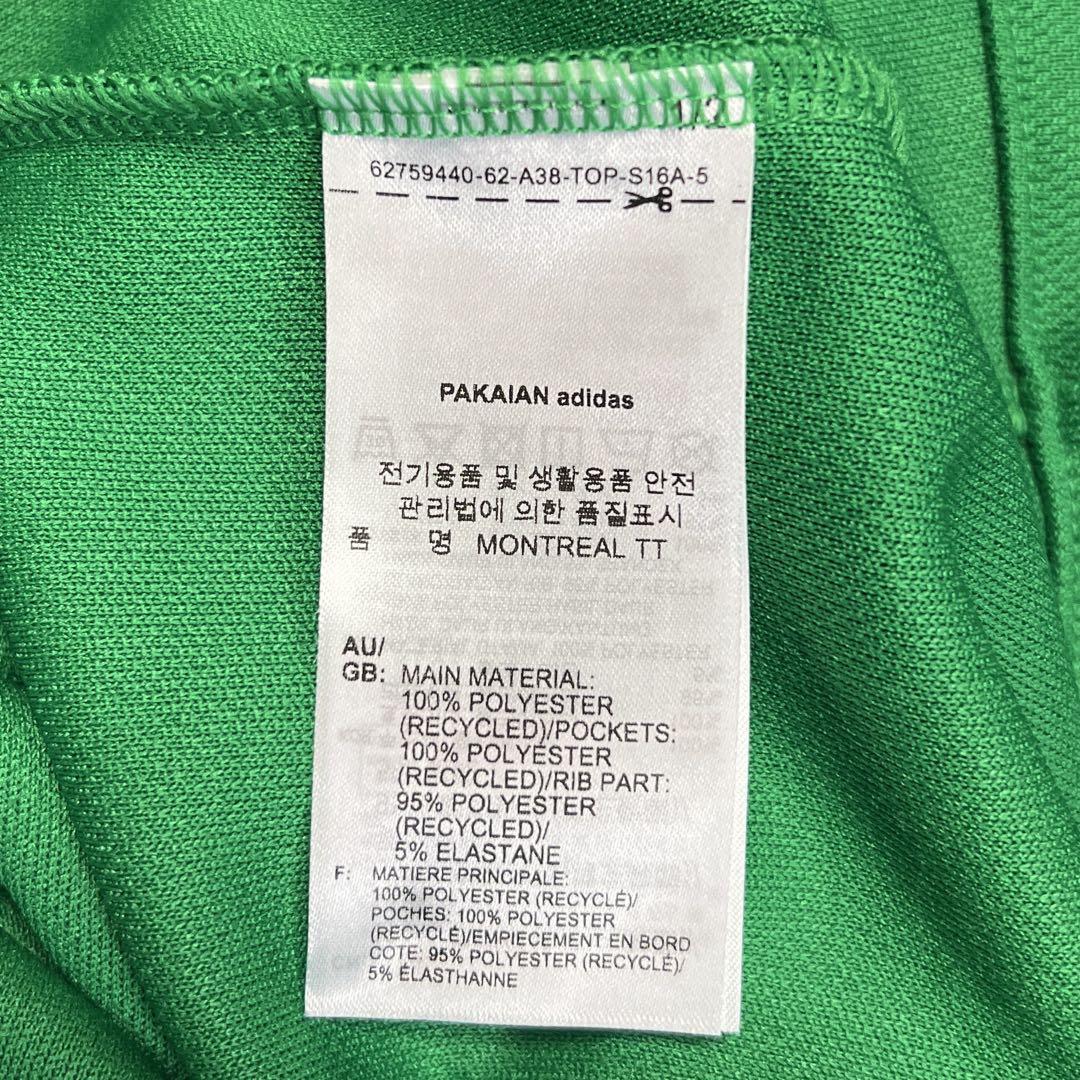 1/2
62759440-62-A38-TOP-S16A-5
PAKAIAN adidas
전기용품 및 생활용품 안전
관리법에 의한 품질표시
품 명 MONTREAL TT
AU/
GB: MAIN MATERIAL:
100% POLYESTER
(RECYCLED)/POCKETS:
100% POLYESTER
(RECYCLED)/RIB PART:
95% POLYESTER
(RECYCLED)/
5% ELASTANE
F: MATIERE PRINCIPALE:
100% POLYESTER (RECYCLÉ)/
POCHES: 100% POLYESTER
(RECYCLÉ)/EMPIECEMENT EN BORD
COTE: 95% POLYESTER (RECYCLÉ)/
5% ÉLASTHANNE